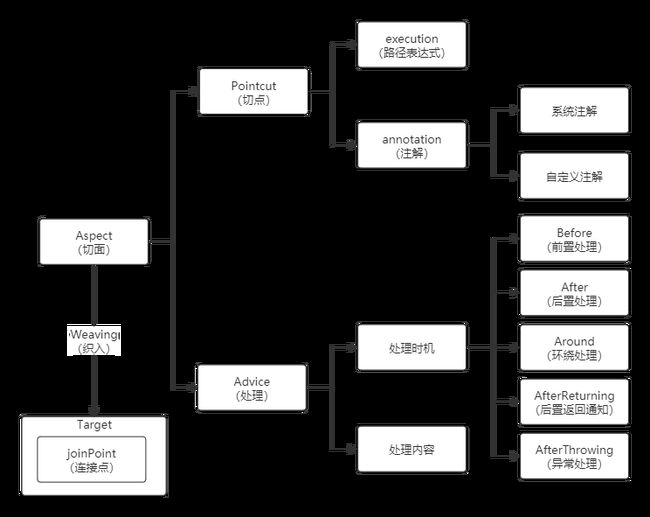 execution
(路径表达式)
Pointcut
(切点)
annotation
(注解)
系统注解
自定义注解
Aspect
(切面)
Weaving
(织入)
Target
joinPoint
(连接点)
Advice
(处理)
处理时机
处理内容
Before
(前置处理)
After
(后置处理)
Around
(环绕处理)
AfterReturning
(后置返回通知)
AfterThrowing
(异常处理)